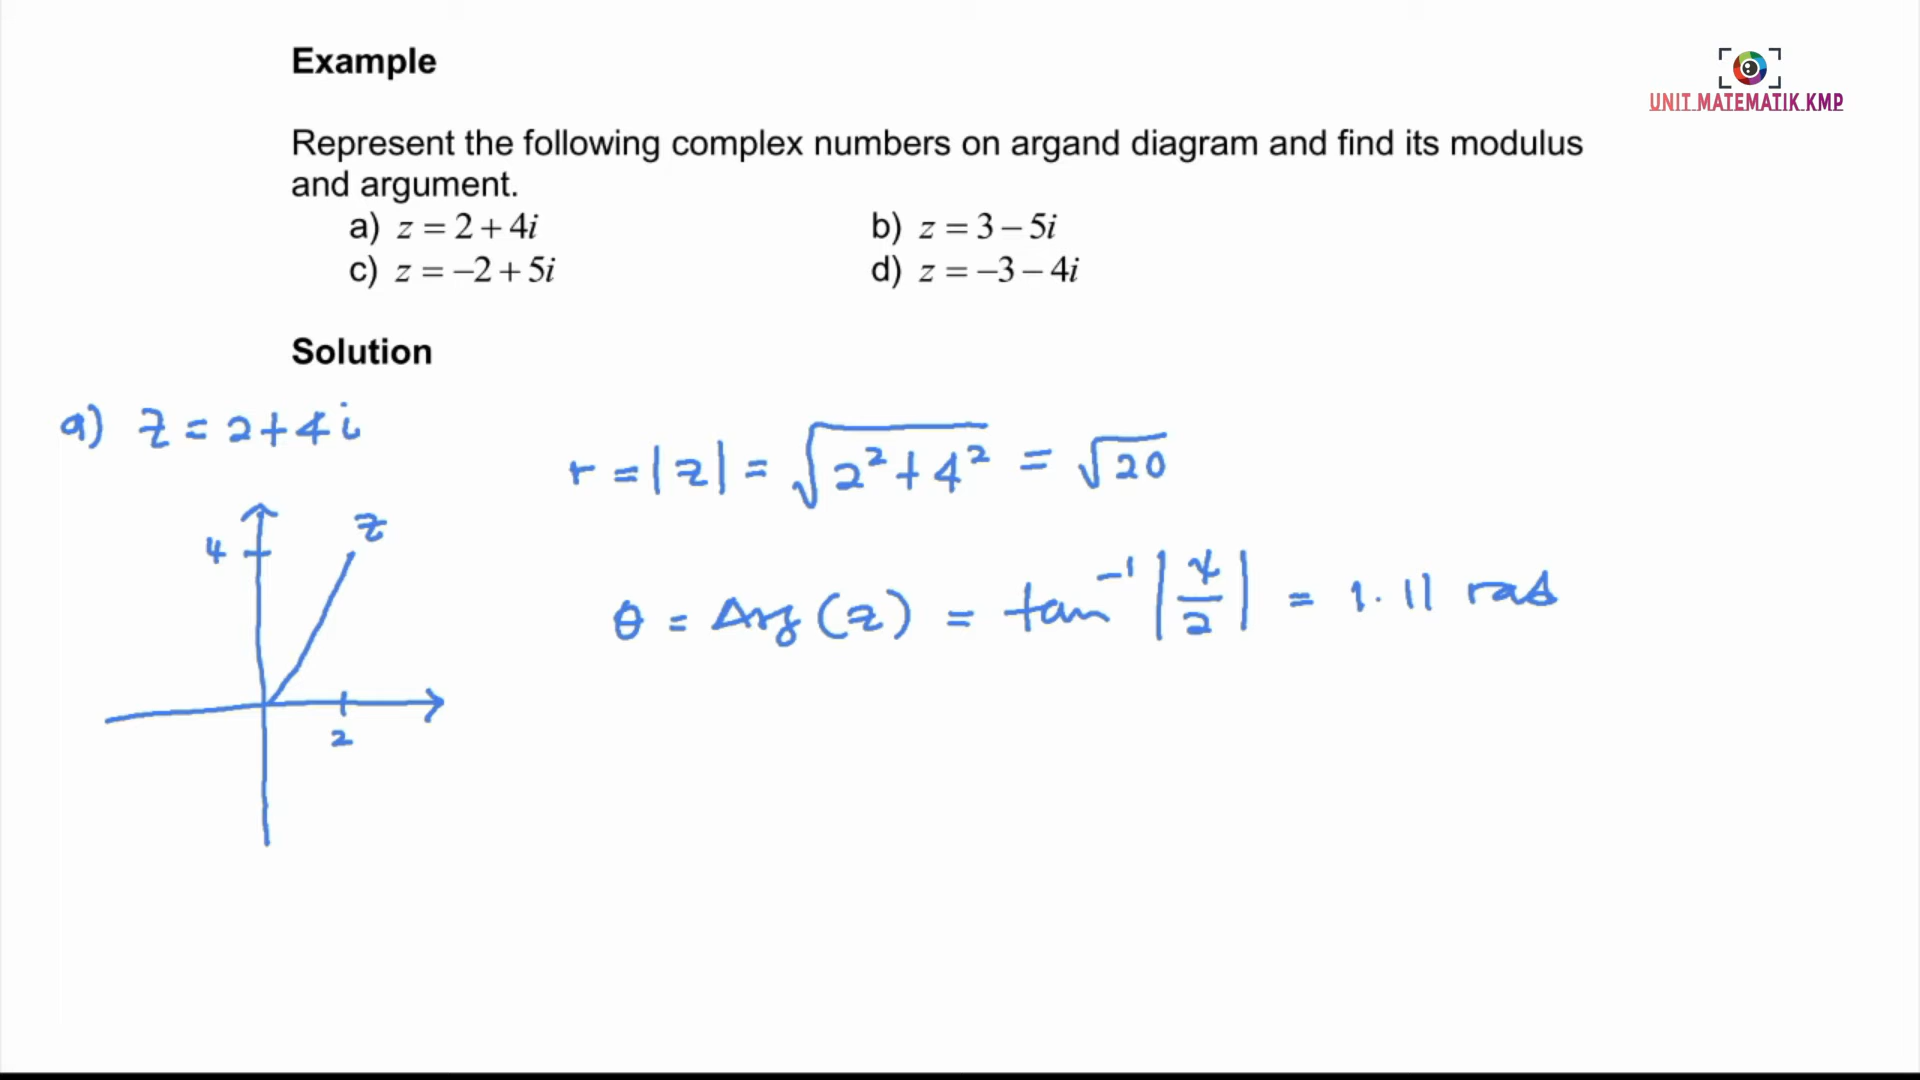 Example
UNIT MATEMATIK KMP
Represent the following complex numbers on argand diagram and find its modulus
and argument.
a) z = 2 + 4i b) z = 3 – 5i
c) z = –2 + 5i d) z = –3 – 4i
Solution
a) z = 2 + 4i
r = |z| = √(2² + 4²) = √20
4
z
θ = Arg(z) = tan⁻¹ |4/2| = 1.11 rad
2